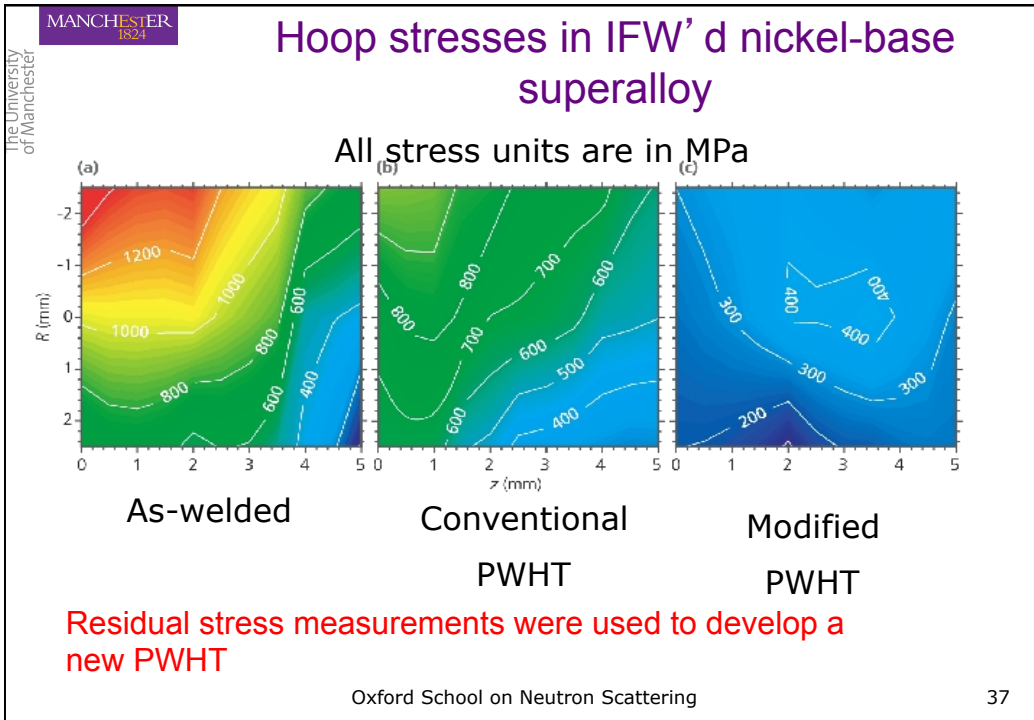 MANCHESTER
1824
The University
of Manchester
Hoop stresses in IFW’ d nickel-base
superalloy
All stress units are in MPa
(a)
(b)
(c)
R (mm)
-2
-1
0
1
2
1200
1000
1000
800
800
600
600
400
0 1 2 3 4 5
800
800
700
700
600
600
500
400
0 1 2 3 4 5
z (mm)
300
400
400
400
300
300
200
0 1 2 3 4 5
As-welded
Conventional
PWHT
Modified
PWHT
Residual stress measurements were used to develop a
new PWHT
Oxford School on Neutron Scattering
37